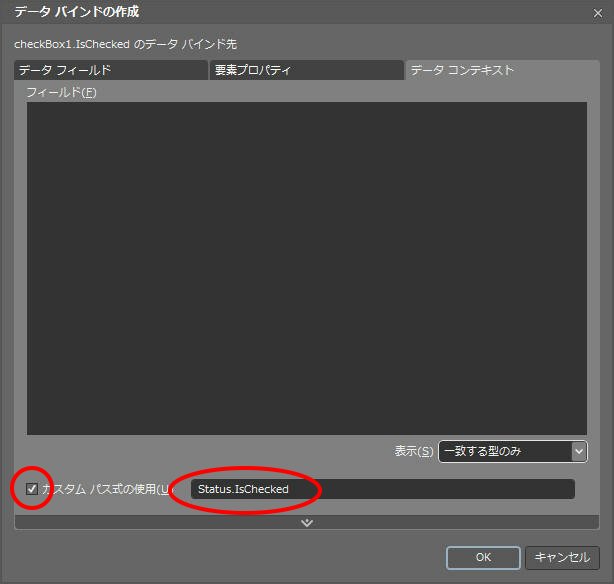 データ バインドの作成
checkBox1.IsChecked のデータ バインド先
データ フィールド 要素プロパティ データ コンテキスト
フィールド(F)
表示(S) 一致する型のみ
カスタム パス式の使用(U) Status.IsChecked
OK キャンセル